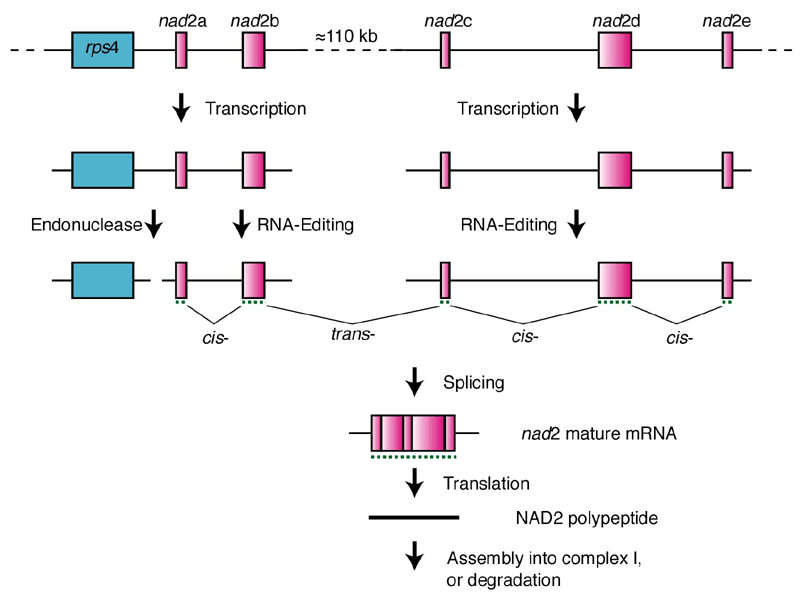 nad2a nad2b ≈110 kb nad2c nad2d nad2e
rps4
Transcription Transcription
Endonuclease RNA-Editing RNA-Editing
cis- trans- cis- cis-
Splicing
nad2 mature mRNA
Translation
NAD2 polypeptide
Assembly into complex I,
or degradation